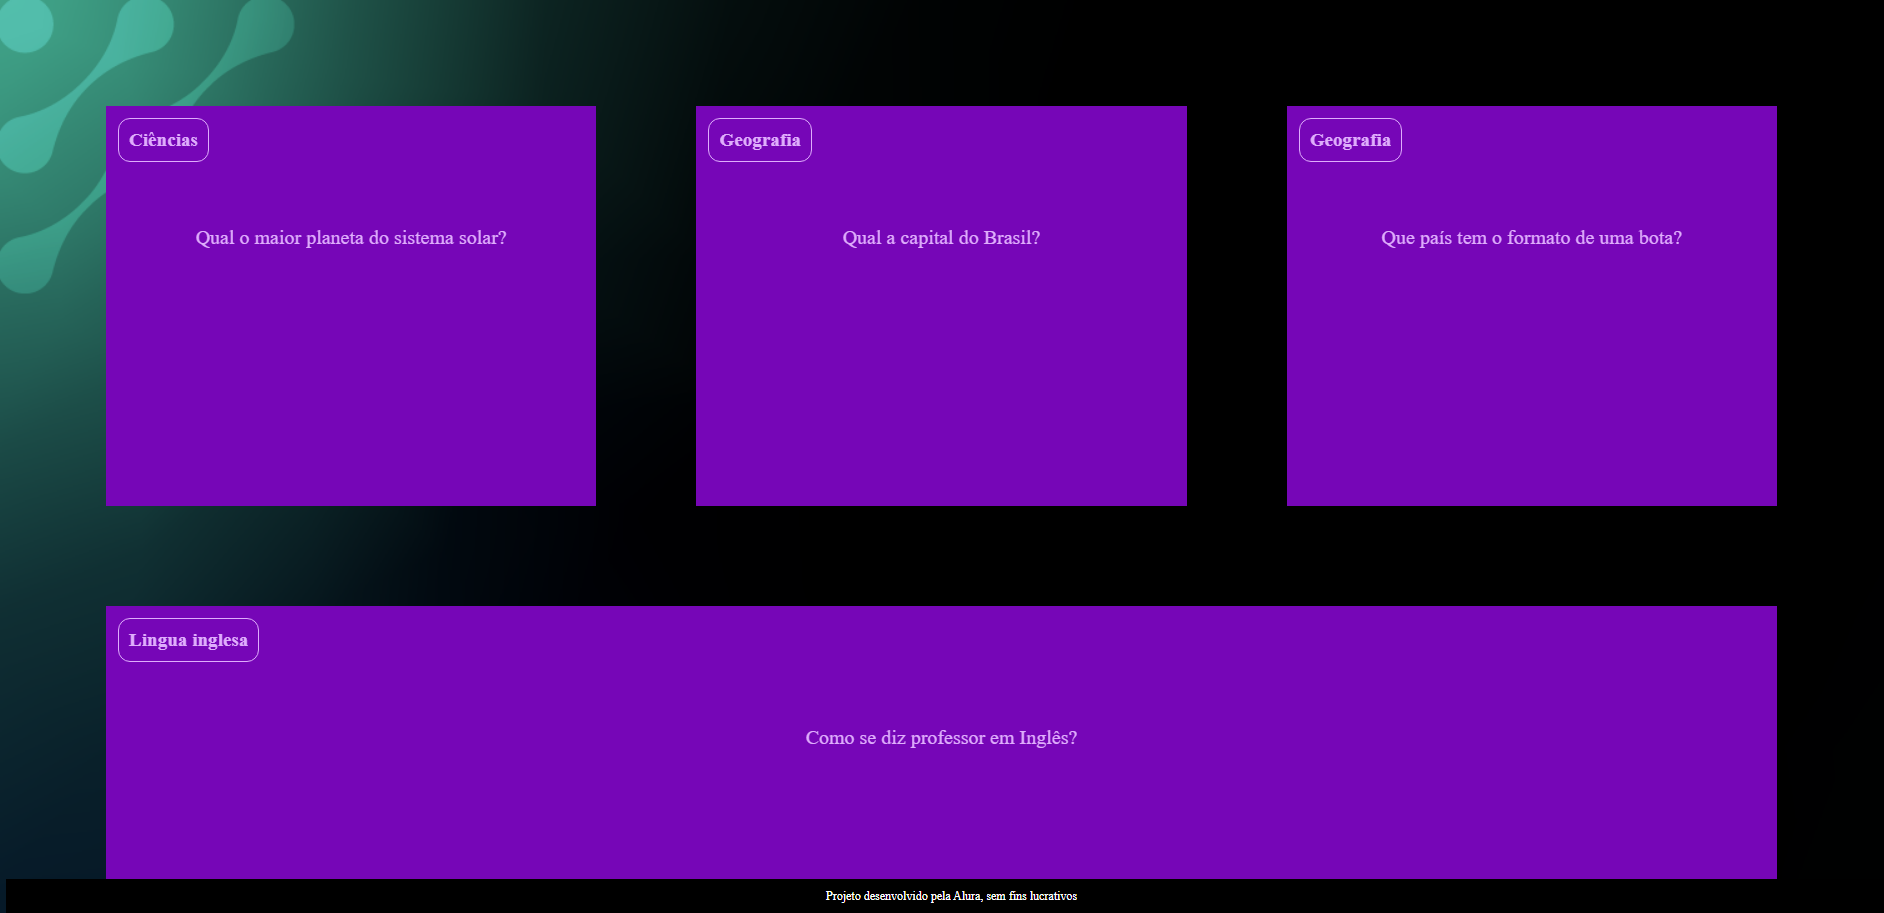 Ciências
Qual o maior planeta do sistema solar?
Geografia
Qual a capital do Brasil?
Geografia
Que país tem o formato de uma bota?
Lingua inglesa
Como se diz professor em Inglês?
Projeto desenvolvido pela Alura, sem fins lucrativos